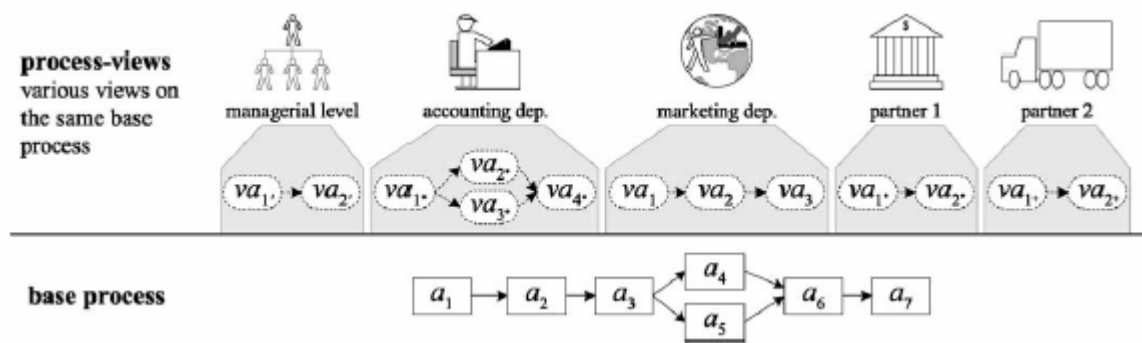 $
process-views
various views on
the same base
process
managerial level accounting dep. marketing dep. partner 1 partner 2
va1' va2' va1" va2" va3" va4" va1 va2 va3 va1* va2* va1+ va2+
base process
a1 a2 a3 a4 a5 a6 a7